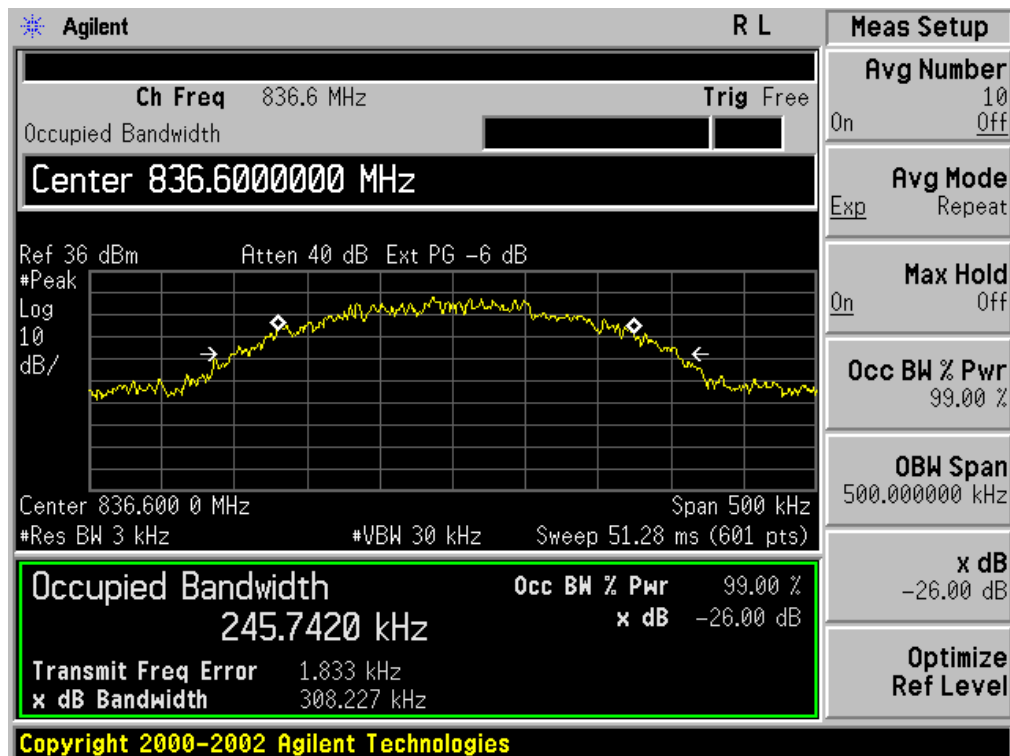 Agilent R L
Ch Freq 836.6 MHz Trig Free
Occupied Bandwidth
Center 836.6000000 MHz
Ref 36 dBm Atten 40 dB Ext PG -6 dB
#Peak
Log
10
dB/
Center 836.600 0 MHz Span 500 kHz
#Res BW 3 kHz #VBW 30 kHz Sweep 51.28 ms (601 pts)
Occupied Bandwidth Occ BW % Pwr 99.00 %
245.7420 kHz x dB -26.00 dB
Transmit Freq Error 1.833 kHz
x dB Bandwidth 308.227 kHz
Copyright 2000-2002 Agilent Technologies
Meas Setup
Avg Number
10
On Off
Avg Mode
Exp Repeat
Max Hold
On Off
Occ BW % Pwr
99.00 %
OBW Span
500.000000 kHz
x dB
-26.00 dB
Optimize
Ref Level